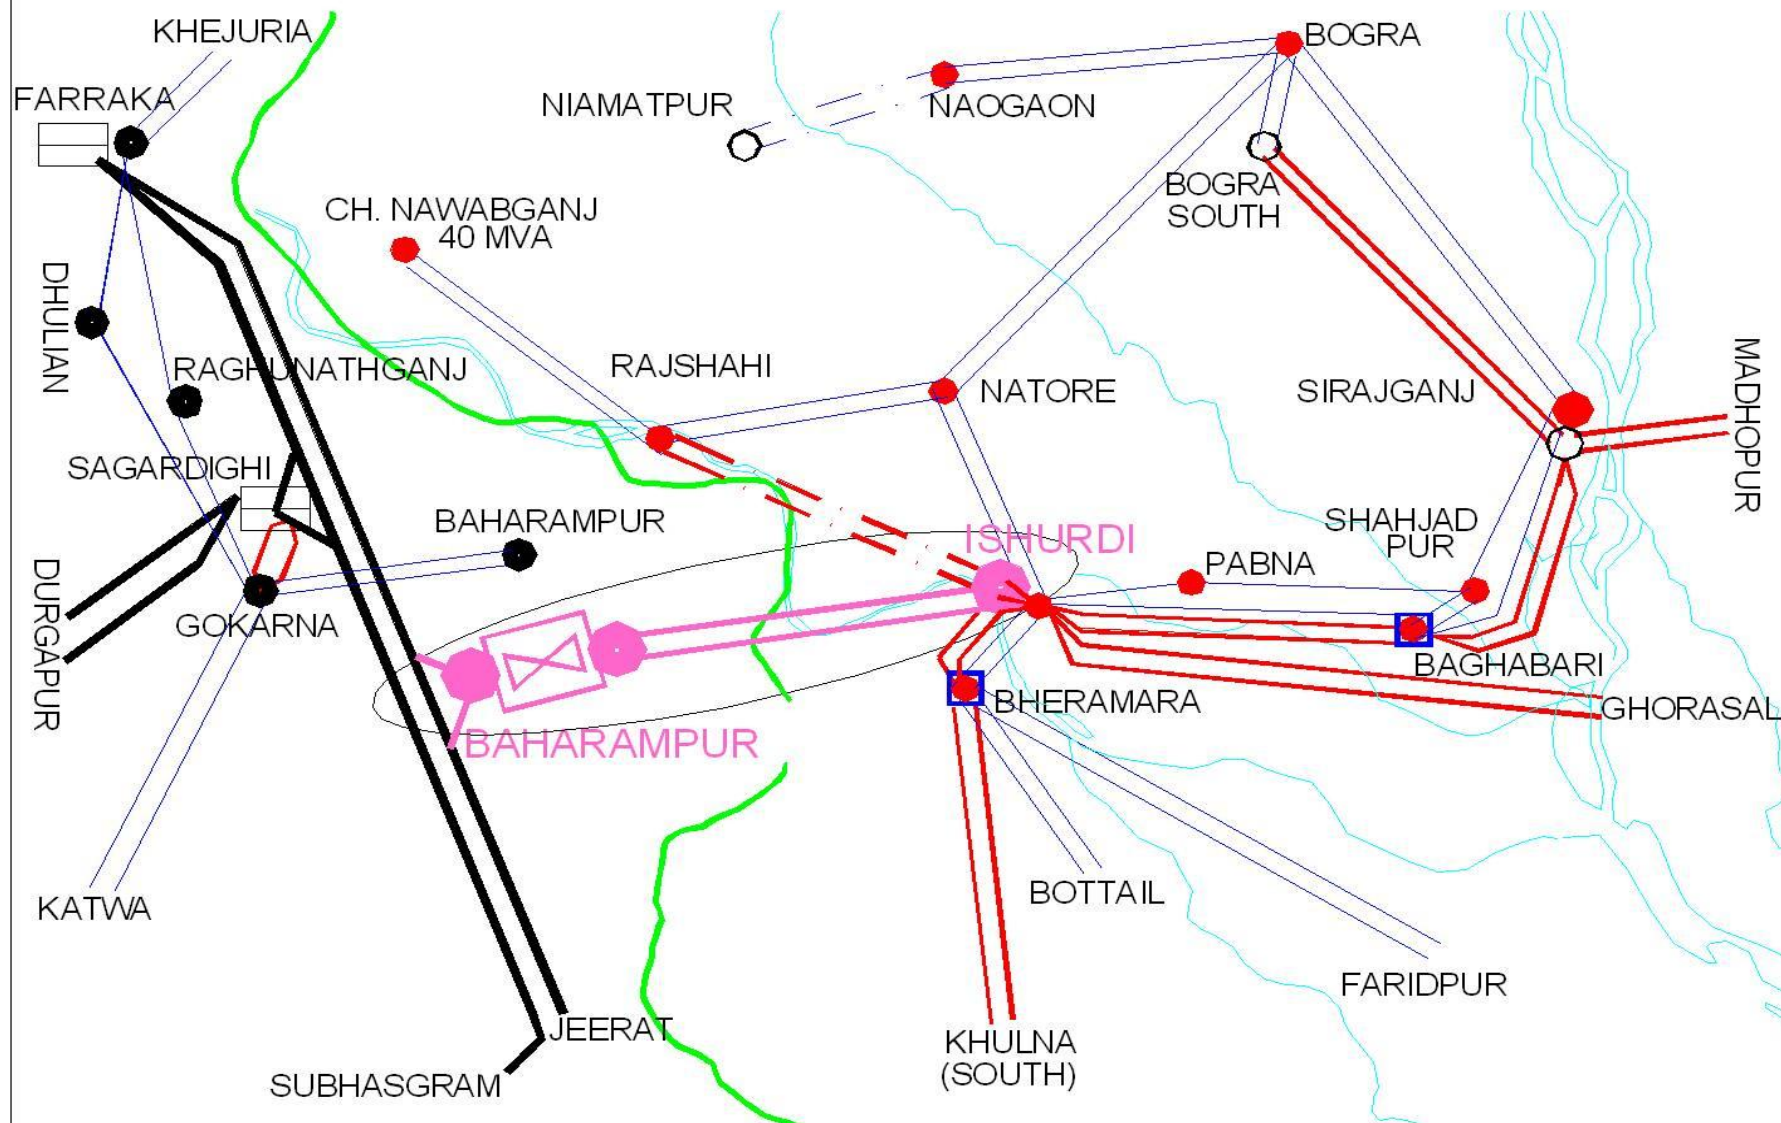 KHEJURIA
BOGRA
FARRAKA
NIAMATPUR
NAOGAON
BOGRA
SOUTH
CH. NAWABGANJ
40 MVA
DHULIAN
RAGHUNATHGANJ
RAJSHAHI
NATORE
SIRAJGANJ
MADHOPUR
SAGARDIGHI
BAHARAMPUR
ISHURDI
SHAHJAD
PUR
PABNA
DURGAPUR
GOKARNA
BAGHABARI
BHERAMARA
GHORASAL
BAHARAMPUR
KATWA
BOTTAIL
FARIDPUR
JEERAT
KHULNA
(SOUTH)
SUBHASGRAM